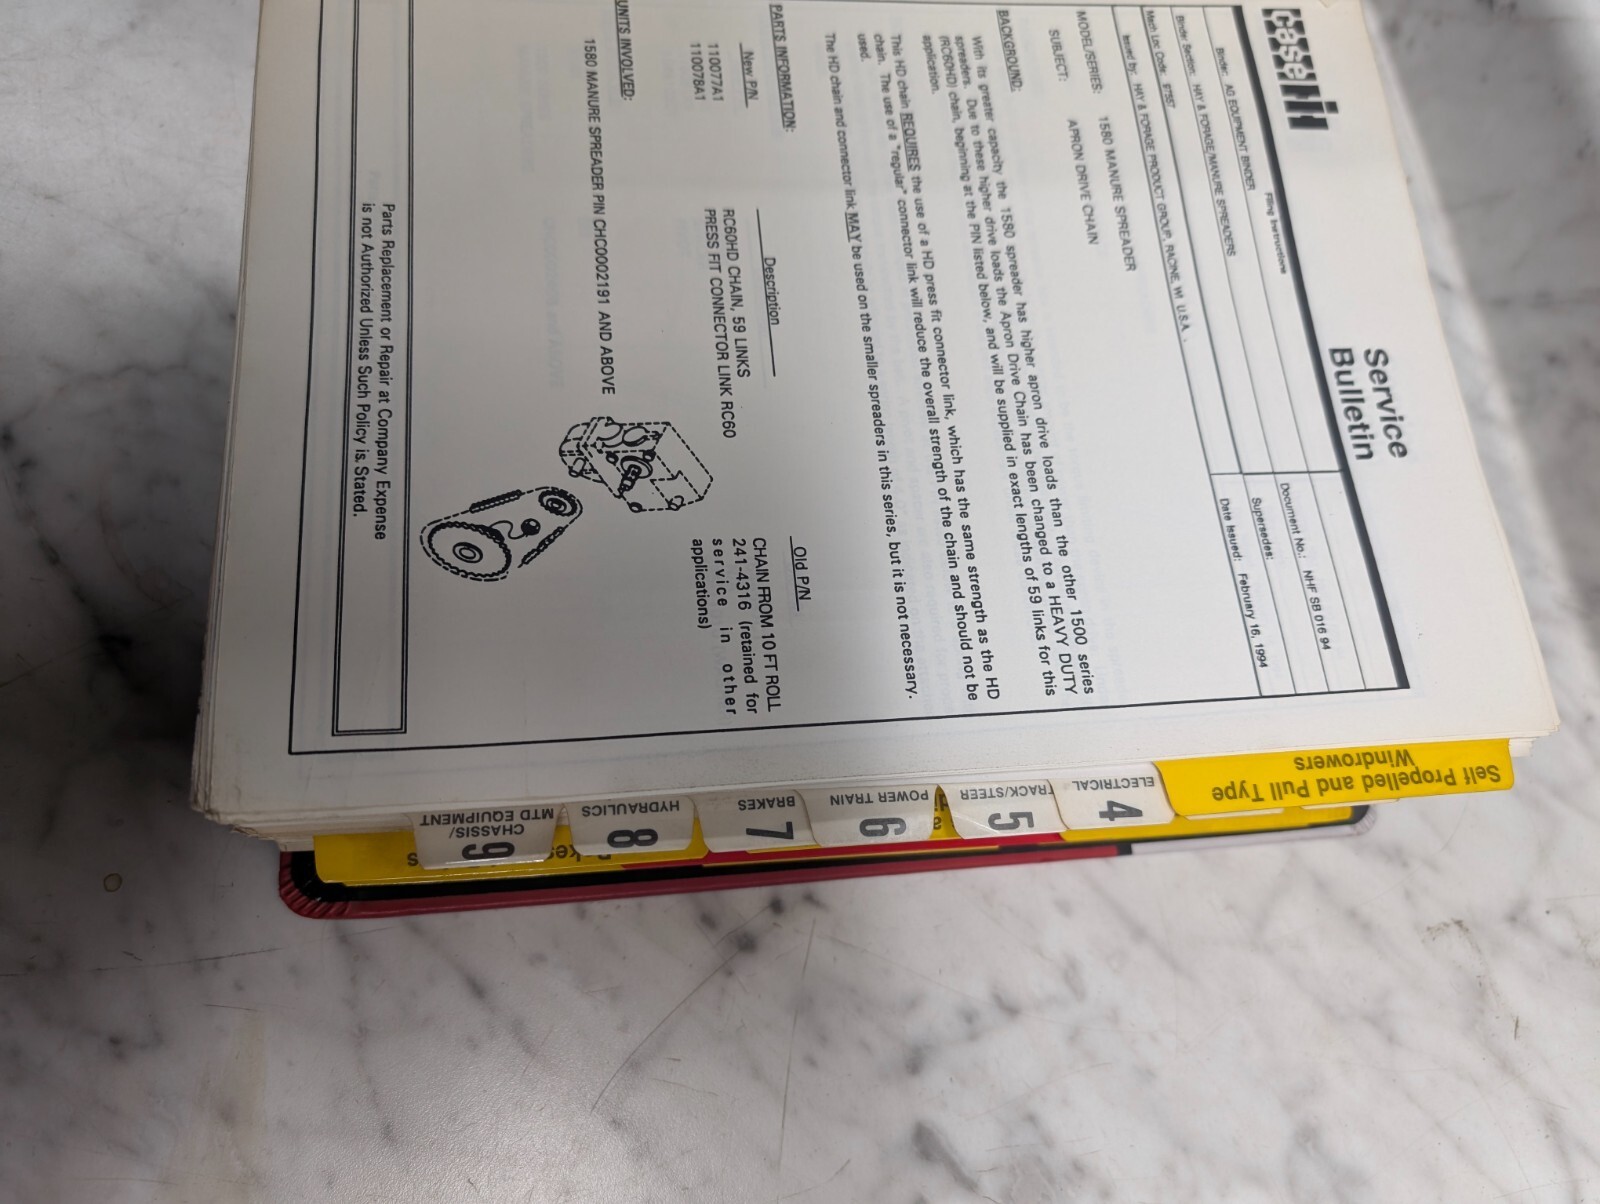 case ih
Service
Bulletin
Filing Instructions
Binder: AG EQUIPMENT BINDER
Binder Section: HAY & FORAGE/MANURE SPREADERS
Mach Loc Code: 97557
Issued by: HAY & FORAGE PRODUCT GROUP, RACINE, WI U.S.A.
Document No.: NHF SB 016 94
Supersedes:
Date Issued: February 16, 1994
MODEL/SERIES: 1580 MANURE SPREADER
SUBJECT: APRON DRIVE CHAIN
BACKGROUND:
With its greater capacity the 1580 spreader has higher apron drive loads than the other 1500 series
spreaders. Due to these higher drive loads the Apron Drive Chain has been changed to a HEAVY DUTY
(RC60HD) chain, beginning at the PIN listed below, and will be supplied in exact lengths of 59 links for this
application.
This HD chain REQUIRES the use of a HD press fit connector link, which has the same strength as the HD
chain. The use of a "regular" connector link will reduce the overall strength of the chain and should not be
used.
The HD chain and connector link MAY be used on the smaller spreaders in this series, but it is not necessary.
PARTS INFORMATION:
New P/N Description Old P/N
110077A1 RC60HD CHAIN, 59 LINKS CHAIN FROM 10 FT ROLL
110078A1 PRESS FIT CONNECTOR LINK RC60 241-4316 (retained for
service in other
applications)
UNITS INVOLVED:
1580 MANURE SPREADER PIN CHC0002191 AND ABOVE
Parts Replacement or Repair at Company Expense
is not Authorized Unless Such Policy is Stated.
Self Propelled and Pull Type
Windrowers
4
ELECTRICAL
5
TRACK/STEER
6
POWER TRAIN
7
BRAKES
8
HYDRAULICS
9
CHASSIS/
MTD EQUIPMENT